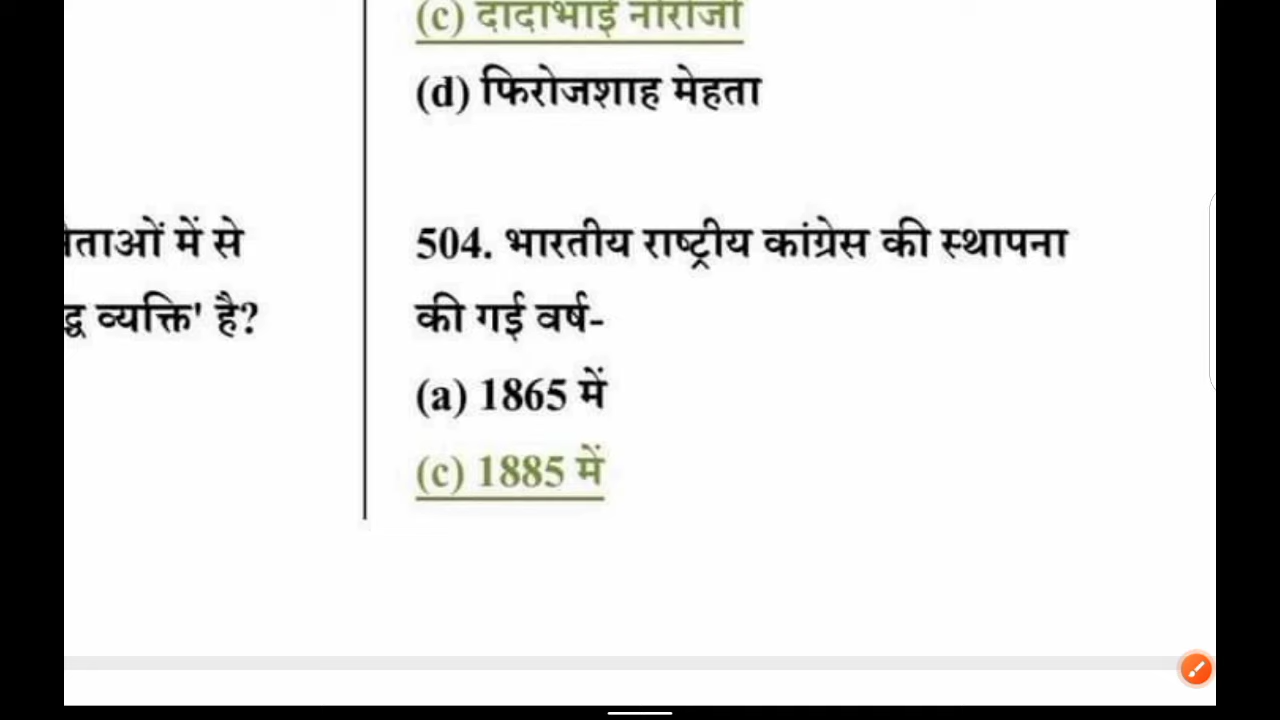 में से
व्यक्ति' है?
(c) दादाभाई नौरोजी
(d) फिरोजशाह मेहता
504. भारतीय राष्ट्रीय कांग्रेस की स्थापना
की गई वर्ष-
(a) 1865 में
(c) 1885 में